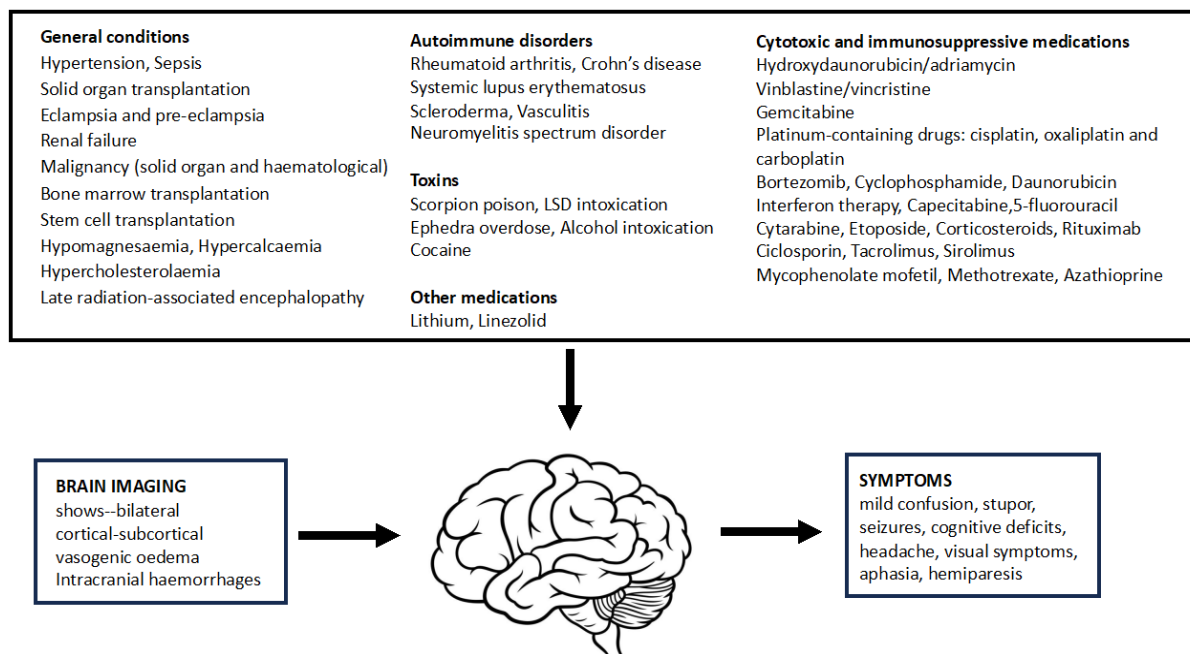 General conditions
Hypertension, Sepsis
Solid organ transplantation
Eclampsia and pre-eclampsia
Renal failure
Malignancy (solid organ and haematological)
Bone marrow transplantation
Stem cell transplantation
Hypomagnesaemia, Hypercalcaemia
Hypercholesterolaemia
Late radiation-associated encephalopathy
Autoimmune disorders
Rheumatoid arthritis, Crohn's disease
Systemic lupus erythematosus
Scleroderma, Vasculitis
Neuromyelitis spectrum disorder
Toxins
Scorpion poison, LSD intoxication
Ephedra overdose, Alcohol intoxication
Cocaine
Other medications
Lithium, Linezolid
Cytotoxic and immunosuppressive medications
Hydroxydaunorubicin/adriamycin
Vinblastine/vincristine
Gemcitabine
Platinum-containing drugs: cisplatin, oxaliplatin and
carboplatin
Bortezomib, Cyclophosphamide, Daunorubicin
Interferon therapy, Capecitabine,5-fluorouracil
Cytarabine, Etoposide, Corticosteroids, Rituximab
Ciclosporin, Tacrolimus, Sirolimus
Mycophenolate mofetil, Methotrexate, Azathioprine
BRAIN IMAGING
shows--bilateral
cortical-subcortical
vasogenic oedema
Intracranial haemorrhages
SYMPTOMS
mild confusion, stupor,
seizures, cognitive deficits,
headache, visual symptoms,
aphasia, hemiparesis